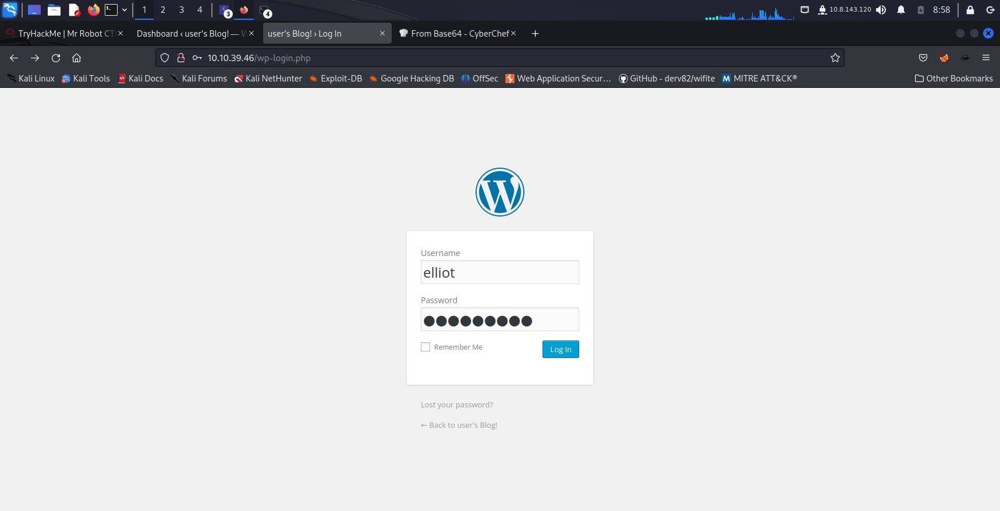 1 2 3 4 3 4 10.8.143.120 8:58
TryHackMe | Mr Robot CT Dashboard ‹ user's Blog! — W user's Blog! › Log In From Base64 - CyberChef
10.10.39.46/wp-login.php
Kali Linux Kali Tools Kali Docs Kali Forums Kali NetHunter Exploit-DB Google Hacking DB OffSec Web Application Secur… GitHub - derv82/wifite MITRE ATT&CK® Other Bookmarks
Username
elliot
Password
Remember Me Log In
Lost your password?
← Back to user's Blog!